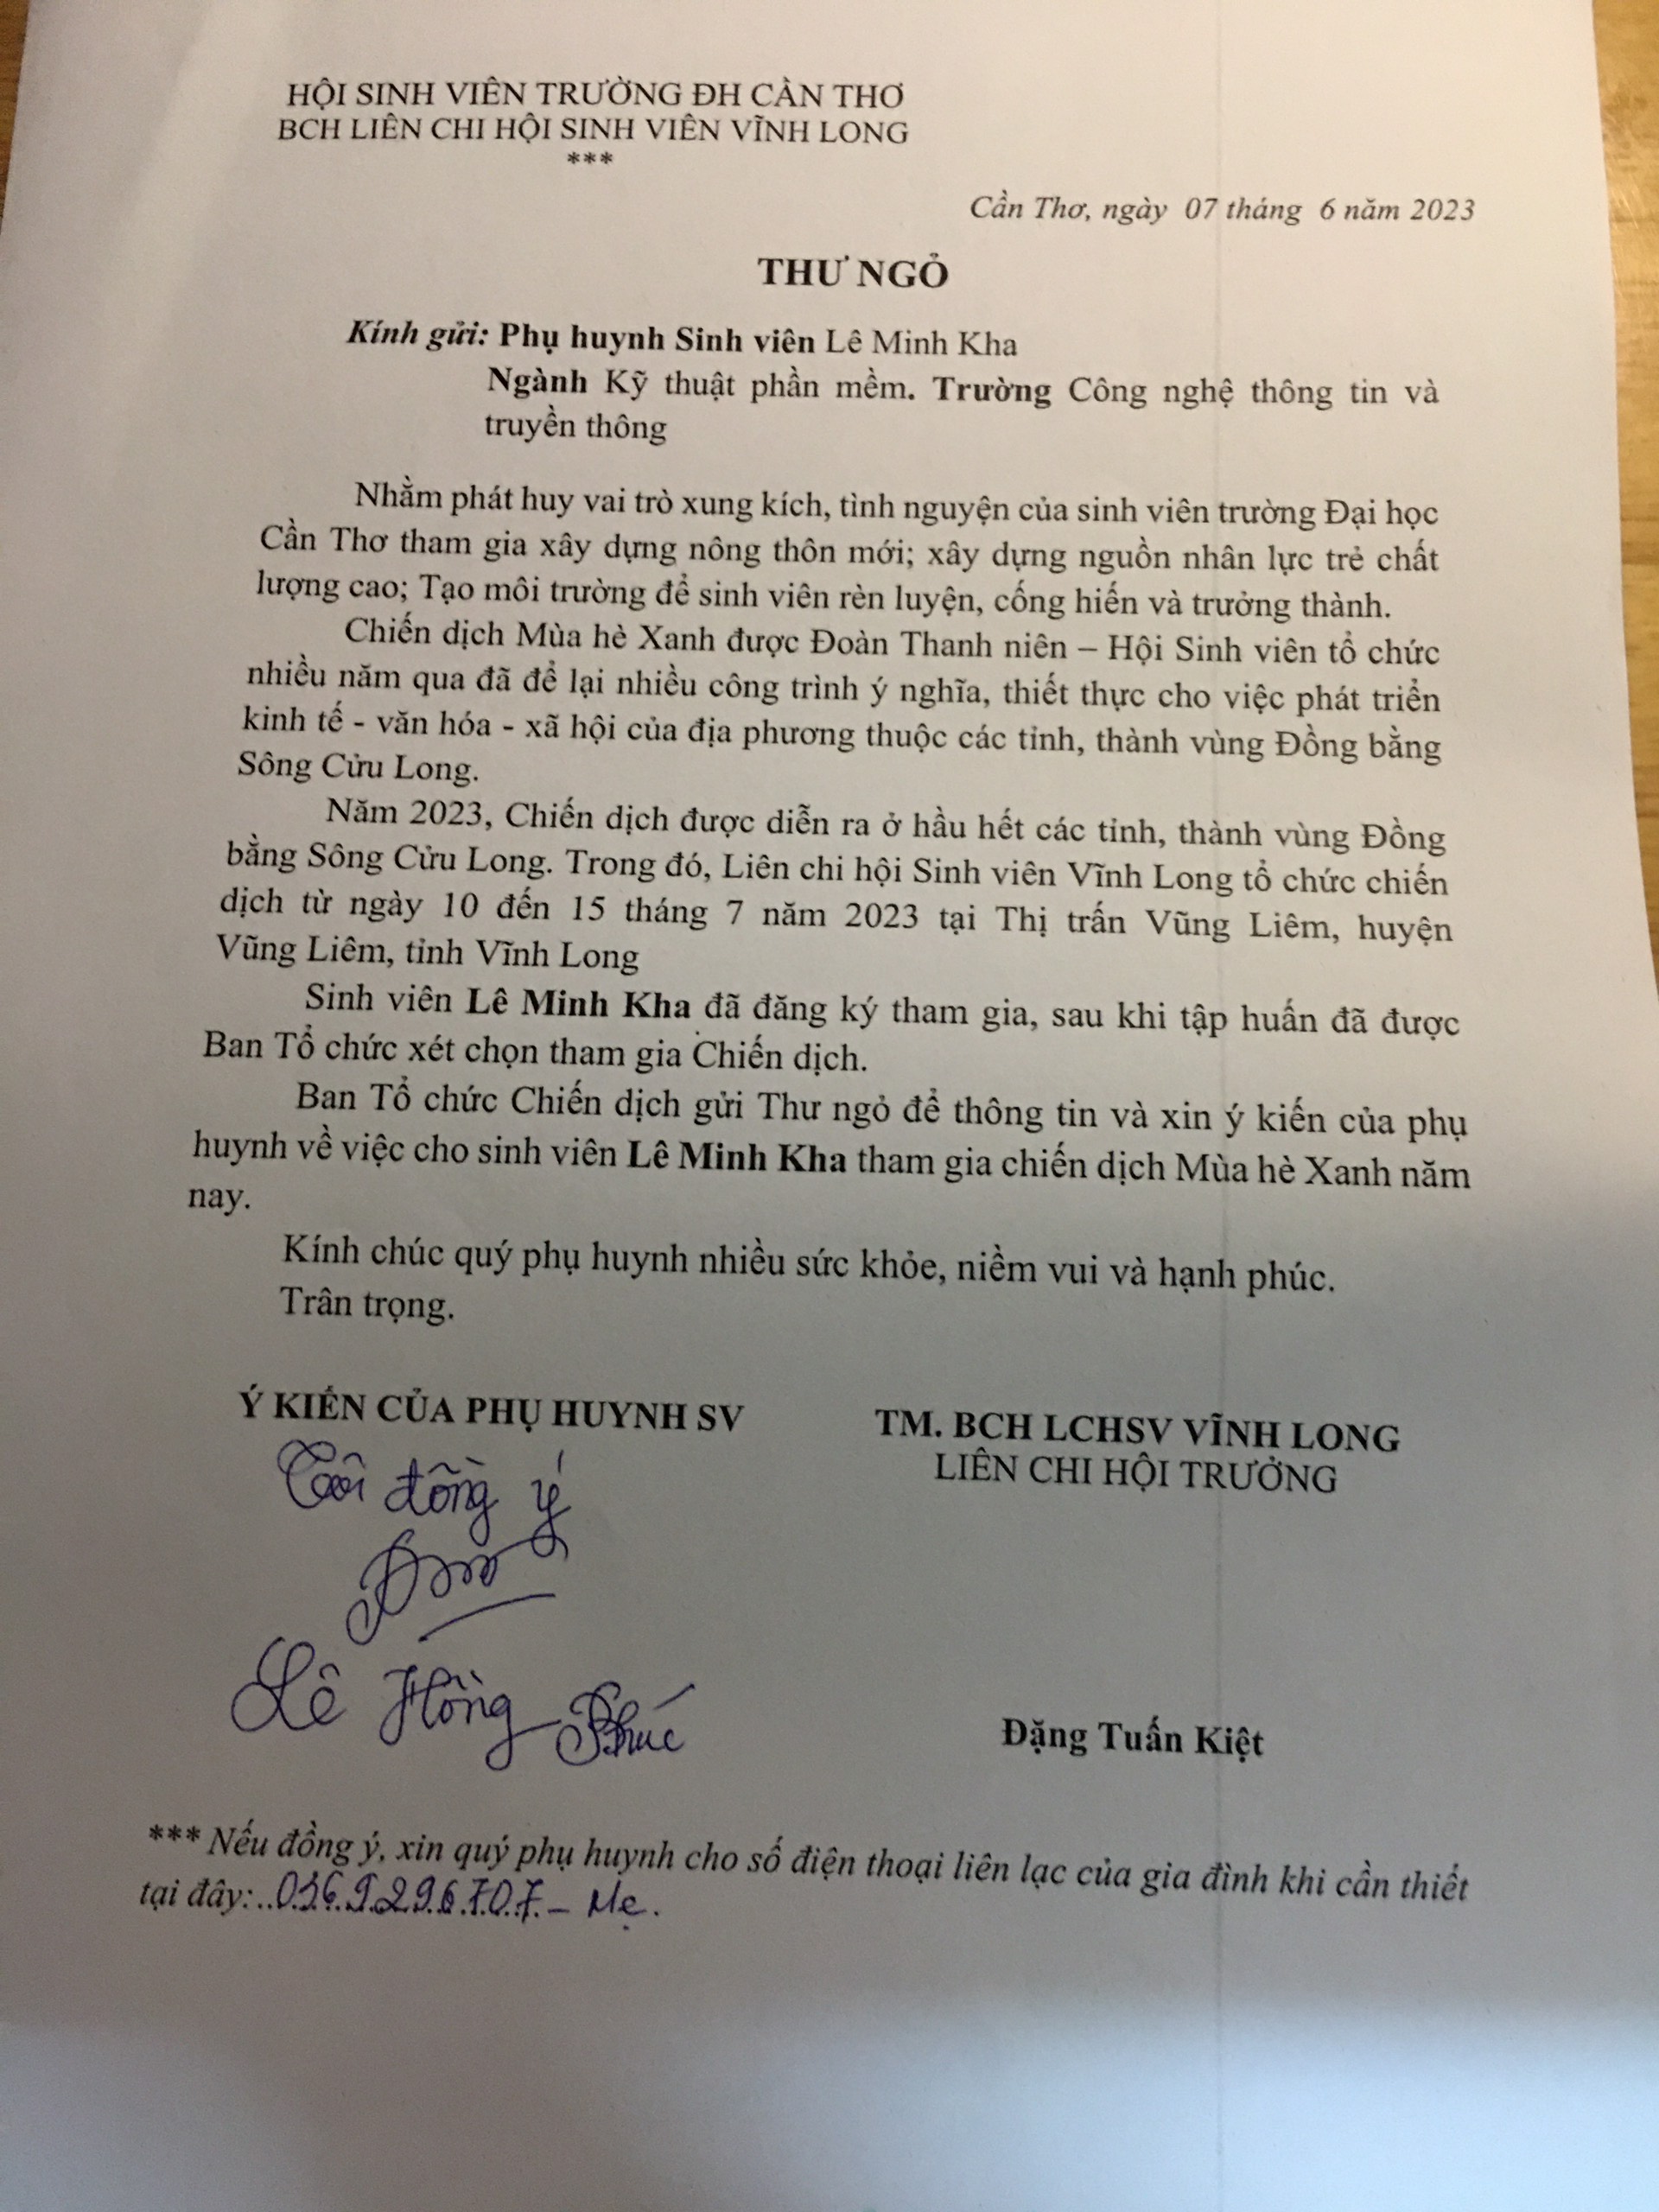 HỘI SINH VIÊN TRƯỜNG ĐH CẦN THƠ
BCH LIÊN CHI HỘI SINH VIÊN VĨNH LONG
***
Cần Thơ, ngày 07 tháng 6 năm 2023
THƯ NGỎ
Kính gửi: Phụ huynh Sinh viên Lê Minh Kha
Ngành Kỹ thuật phần mềm. Trường Công nghệ thông tin và
truyền thông
Nhằm phát huy vai trò xung kích, tình nguyện của sinh viên trường Đại học
Cần Thơ tham gia xây dựng nông thôn mới; xây dựng nguồn nhân lực trẻ chất
lượng cao; Tạo môi trường để sinh viên rèn luyện, cống hiến và trưởng thành.
Chiến dịch Mùa hè Xanh được Đoàn Thanh niên – Hội Sinh viên tổ chức
nhiều năm qua đã để lại nhiều công trình ý nghĩa, thiết thực cho việc phát triển
kinh tế - văn hóa - xã hội của địa phương thuộc các tỉnh, thành vùng Đồng bằng
Sông Cửu Long.
Năm 2023, Chiến dịch được diễn ra ở hầu hết các tỉnh, thành vùng Đồng
bằng Sông Cửu Long. Trong đó, Liên chi hội Sinh viên Vĩnh Long tổ chức chiến
dịch từ ngày 10 đến 15 tháng 7 năm 2023 tại Thị trấn Vũng Liêm, huyện
Vũng Liêm, tỉnh Vĩnh Long
Sinh viên Lê Minh Kha đã đăng ký tham gia, sau khi tập huấn đã được
Ban Tổ chức xét chọn tham gia Chiến dịch.
Ban Tổ chức Chiến dịch gửi Thư ngỏ để thông tin và xin ý kiến của phụ
huynh về việc cho sinh viên Lê Minh Kha tham gia chiến dịch Mùa hè Xanh năm
nay.
Kính chúc quý phụ huynh nhiều sức khỏe, niềm vui và hạnh phúc.
Trân trọng.
Ý KIẾN CỦA PHỤ HUYNH SV
TM. BCH LCHSV VĨNH LONG
LIÊN CHI HỘI TRƯỞNG
Tôi đồng ý
Lê Hồng Phúc
Đặng Tuấn Kiệt
*** Nếu đồng ý, xin quý phụ huynh cho số điện thoại liên lạc của gia đình khi cần thiết
tại đây: - Mẹ.